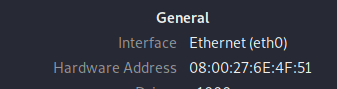 General
Interface Ethernet (eth0)
Hardware Address 08:00:27:6E:4F:51